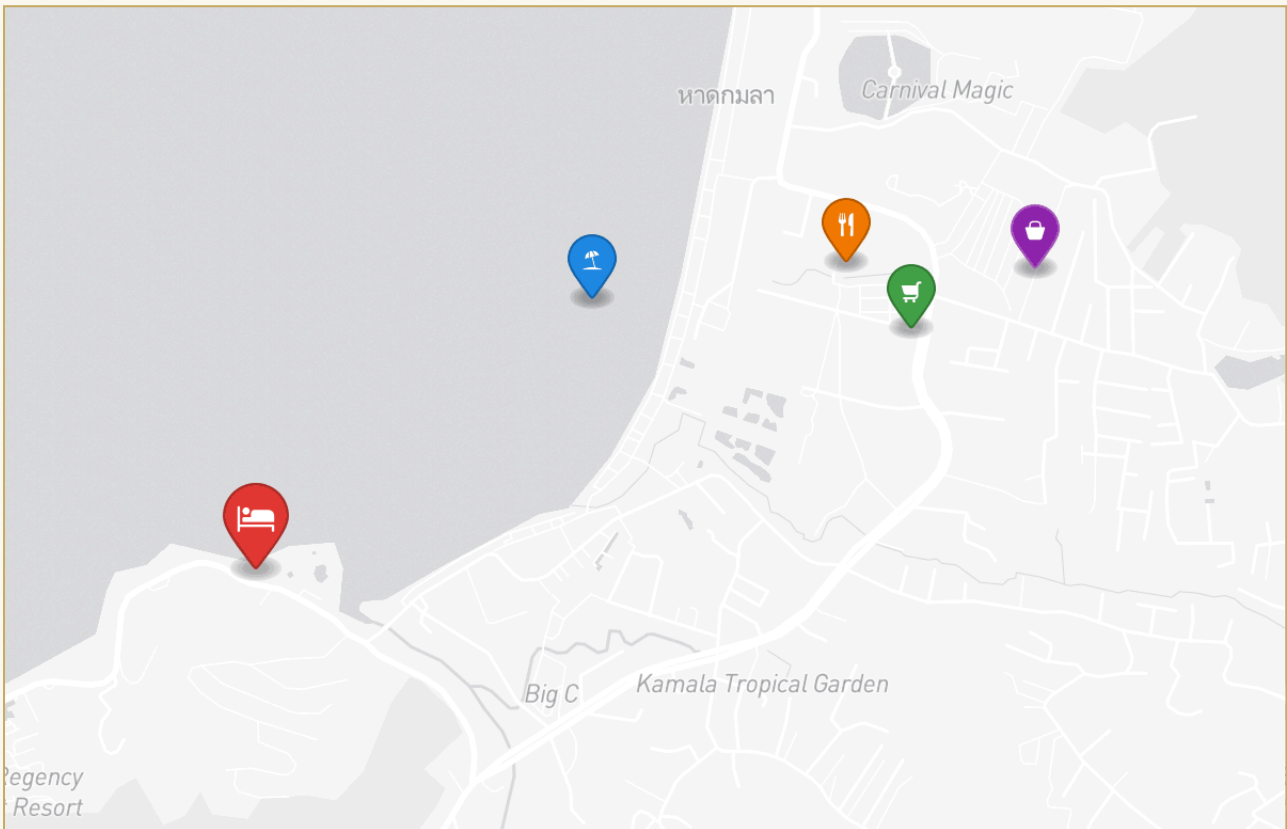 หาดกมลา
Carnival Magic
Big C
Kamala Tropical Garden
Regency
Resort